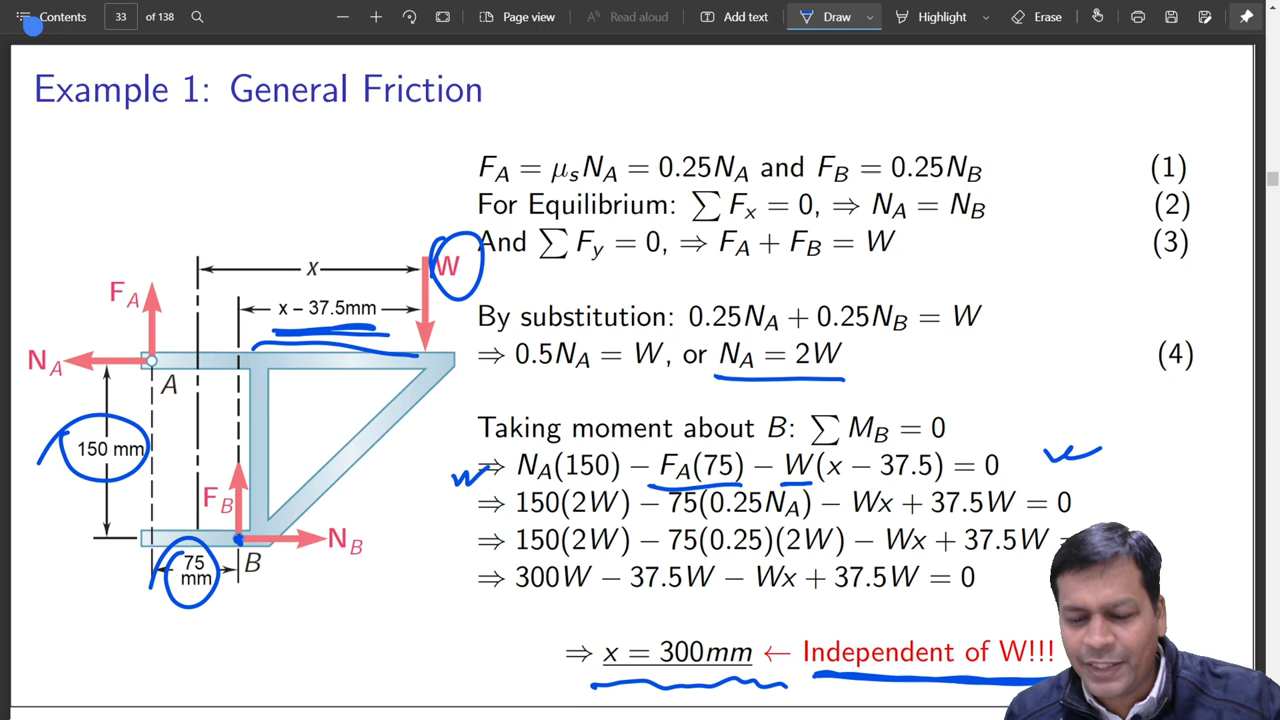 Contents
33
of 138
Page view
Read aloud
Add text
Draw
Highlight
Erase
Example 1: General Friction
F_A = μ_s N_A = 0.25N_A and F_B = 0.25N_B (1)
For Equilibrium: ∑ F_x = 0, ⇒ N_A = N_B (2)
And ∑ F_y = 0, ⇒ F_A + F_B = W (3)
By substitution: 0.25N_A + 0.25N_B = W
⇒ 0.5N_A = W, or N_A = 2W (4)
Taking moment about B: ∑ M_B = 0
⇒ N_A(150) − F_A(75) − W(x − 37.5) = 0
⇒ 150(2W) − 75(0.25N_A) − Wx + 37.5W = 0
⇒ 150(2W) − 75(0.25)(2W) − Wx + 37.5W
⇒ 300W − 37.5W − Wx + 37.5W = 0
⇒ x = 300mm ← Independent of W!!!
x
W
F_A
x − 37.5mm
N_A
A
150 mm
F_B
N_B
B
75
mm